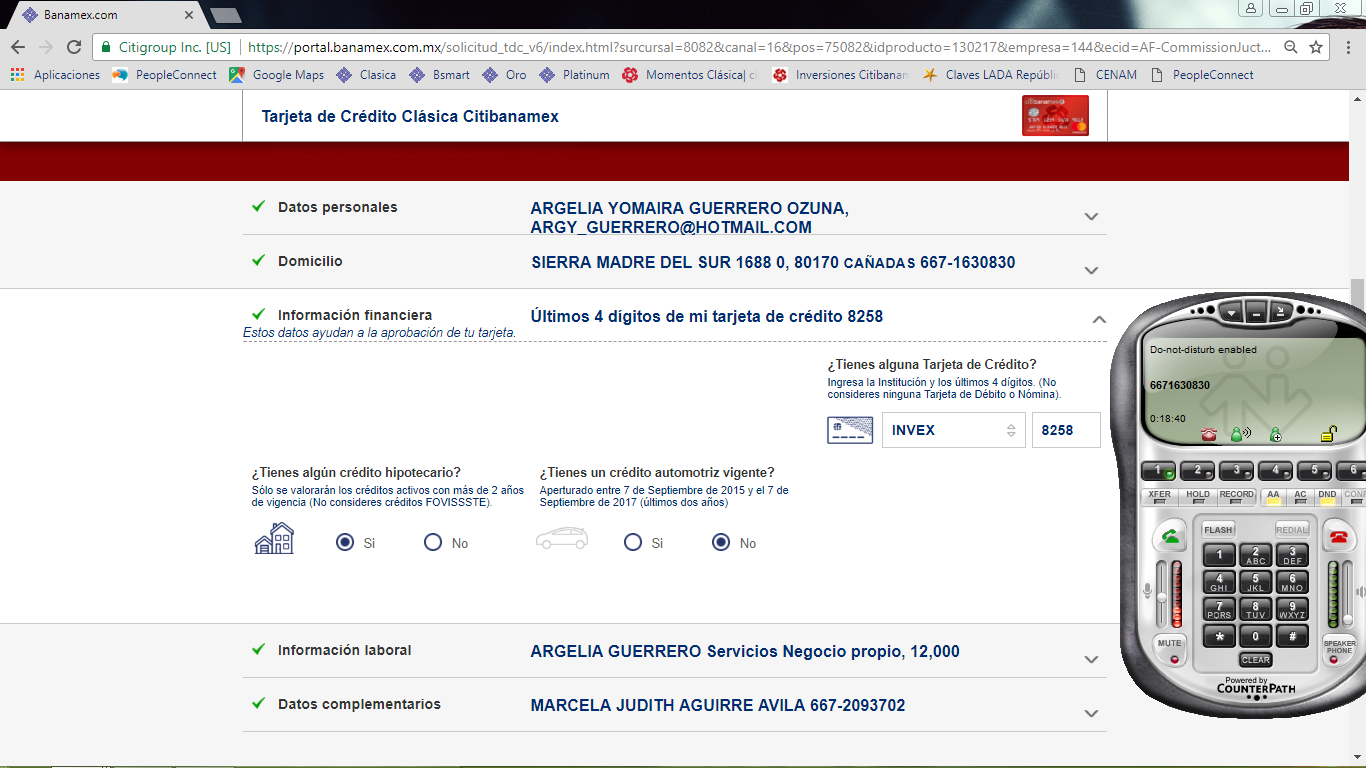 Banamex.com
Citigroup Inc. [US]
https://portal.banamex.com.mx/solicitud_tdc_v6/index.html?surcursal=8082&canal=16&pos=75082&idproducto=130217&empresa=144&ecid=AF-CommissionJuct...
Aplicaciones
PeopleConnect
Google Maps
Clasica
Bsmart
Oro
Platinum
Momentos Clásica| ci
Inversiones Citibanam
Claves LADA Repúblic
CENAM
PeopleConnect
Tarjeta de Crédito Clásica Citibanamex
Datos personales
ARGELIA YOMAIRA GUERRERO OZUNA,
ARGY_GUERRERO@HOTMAIL.COM
Domicilio
SIERRA MADRE DEL SUR 1688 0, 80170 CAÑADAS 667-1630830
Información financiera
Últimos 4 dígitos de mi tarjeta de crédito 8258
Estos datos ayudan a la aprobación de tu tarjeta.
¿Tienes alguna Tarjeta de Crédito?
Ingresa la Institución y los últimos 4 dígitos. (No
consideres ninguna Tarjeta de Débito o Nómina).
INVEX
8258
¿Tienes algún crédito hipotecario?
Sólo se valorarán los créditos activos con más de 2 años
de vigencia (No consideres créditos FOVISSSTE).
Si
No
¿Tienes un crédito automotriz vigente?
Aperturado entre 7 de Septiembre de 2015 y el 7 de
Septiembre de 2017 (últimos dos años)
Si
No
Información laboral
ARGELIA GUERRERO Servicios Negocio propio, 12,000
Datos complementarios
MARCELA JUDITH AGUIRRE AVILA 667-2093702
Do-not-disturb enabled
6671630830
0:18:40
1 2 3 4 5 6
XFER HOLD RECORD AA AC DND CONF
FLASH REDIAL
1 2 ABC 3 DEF
4 GHI 5 JKL 6 MNO
7 PQRS 8 TUV 9 WXYZ
* 0 #
MUTE
CLEAR
SPEAKER
PHONE
Powered by
COUNTERPATH